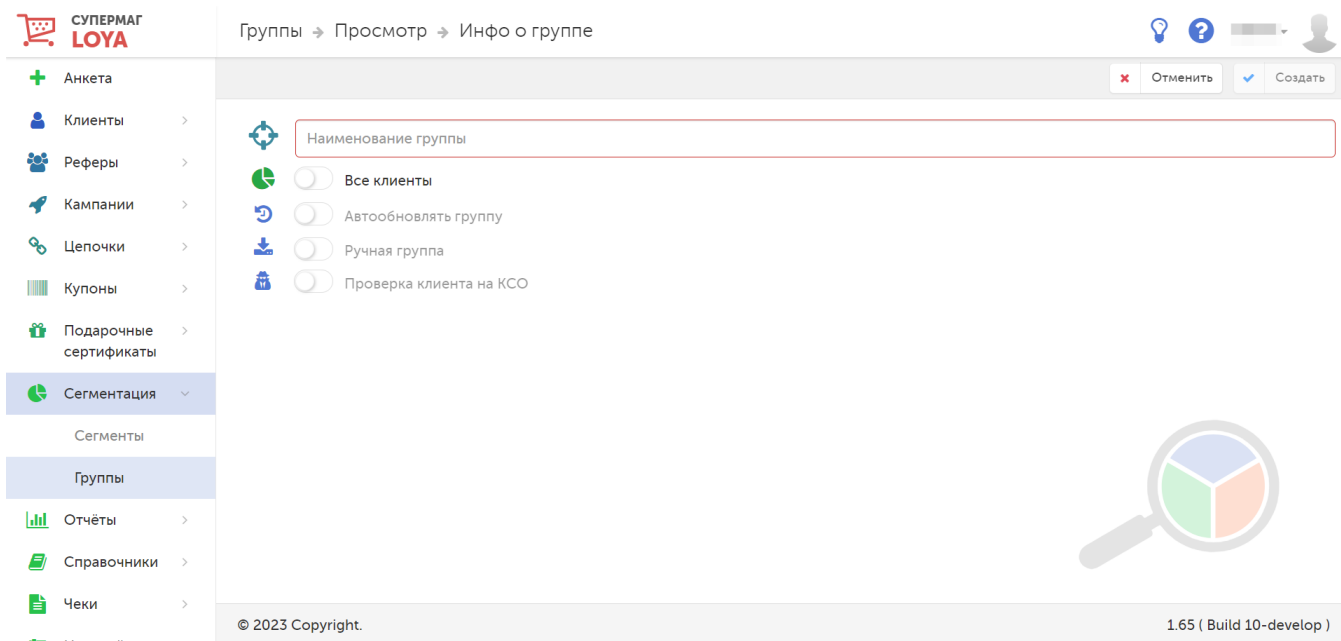 СУПЕРМАГ
LOYA
Группы → Просмотр → Инфо о группе
Отменить
Создать
Анкета
Клиенты
Реферы
Кампании
Цепочки
Купоны
Подарочные
сертификаты
Сегментация
Сегменты
Группы
Отчёты
Справочники
Чеки
Наименование группы
Все клиенты
Автообновлять группу
Ручная группа
Проверка клиента на КСО
© 2023 Copyright.
1.65 ( Build 10-develop )